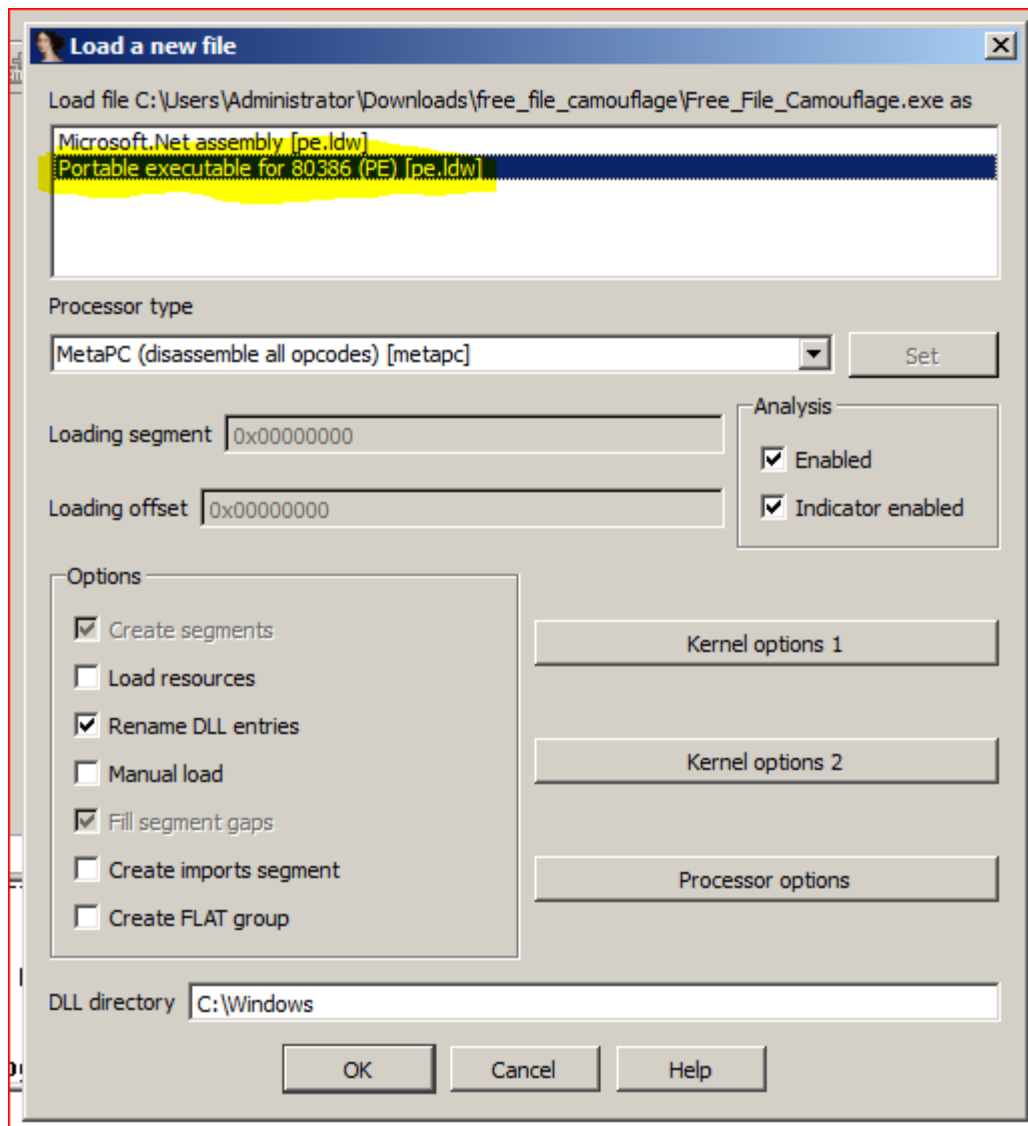 Load a new file
Load file C:\Users\Administrator\Downloads\free_file_camouflage\Free_File_Camouflage.exe as
Microsoft.Net assembly [pe.ldw]
Portable executable for 80386 (PE) [pe.ldw]
Processor type
MetaPC (disassemble all opcodes) [metapc]
Set
Analysis
Loading segment 0x00000000
Enabled
Loading offset 0x00000000
Indicator enabled
Options
Create segments
Kernel options 1
Load resources
Rename DLL entries
Manual load
Kernel options 2
Fill segment gaps
Create imports segment
Processor options
Create FLAT group
DLL directory C:\Windows
OK Cancel Help